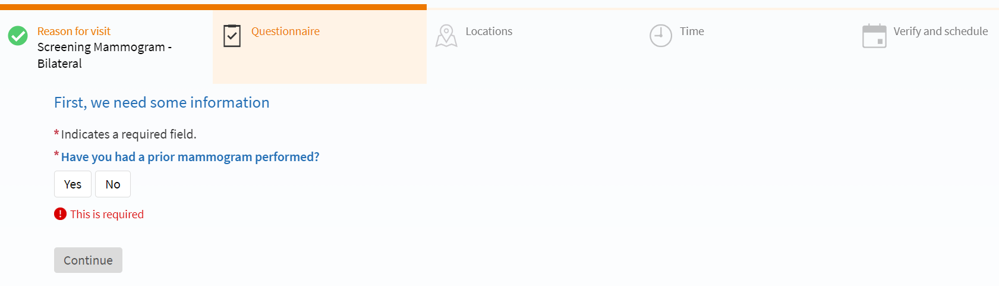 Reason for visit
Screening Mammogram -
Bilateral
Questionnaire
Locations
Time
Verify and schedule
First, we need some information
*Indicates a required field.
*Have you had a prior mammogram performed?
Yes No
! This is required
Continue